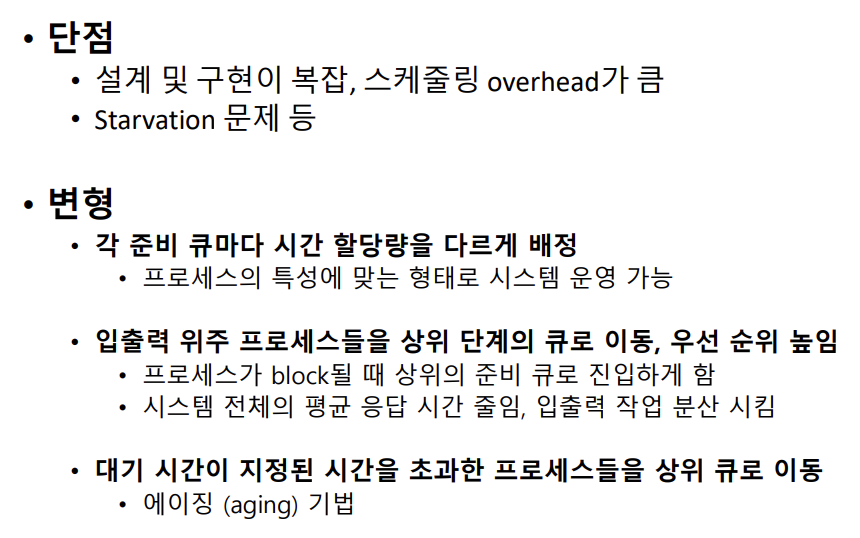 • 단점
• 설계 및 구현이 복잡, 스케줄링 overhead가 큼
• Starvation 문제 등
• 변형
• 각 준비 큐마다 시간 할당량을 다르게 배정
• 프로세스의 특성에 맞는 형태로 시스템 운영 가능
• 입출력 위주 프로세스들을 상위 단계의 큐로 이동, 우선 순위 높임
• 프로세스가 block될 때 상위의 준비 큐로 진입하게 함
• 시스템 전체의 평균 응답 시간 줄임, 입출력 작업 분산 시킴
• 대기 시간이 지정된 시간을 초과한 프로세스들을 상위 큐로 이동
• 에이징 (aging) 기법